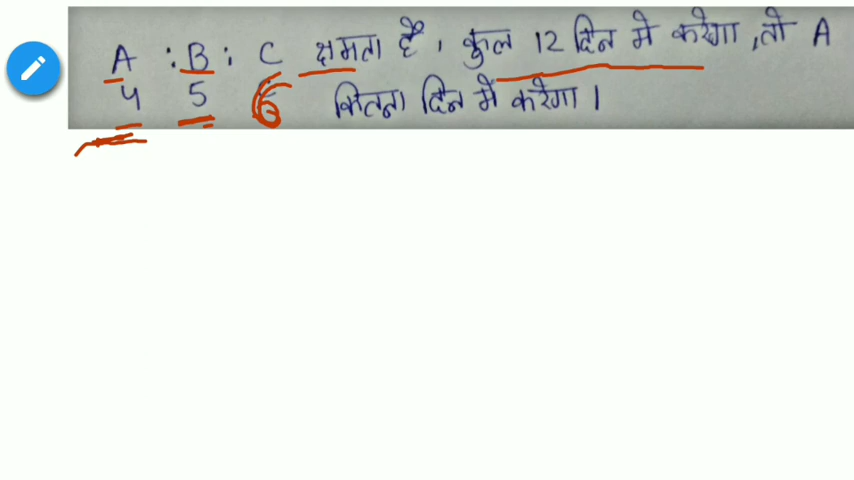 A : B : C क्षमता है, कुल 12 दिन मे करेगा, तो A
4 5 6 कितना दिन में करेगा।